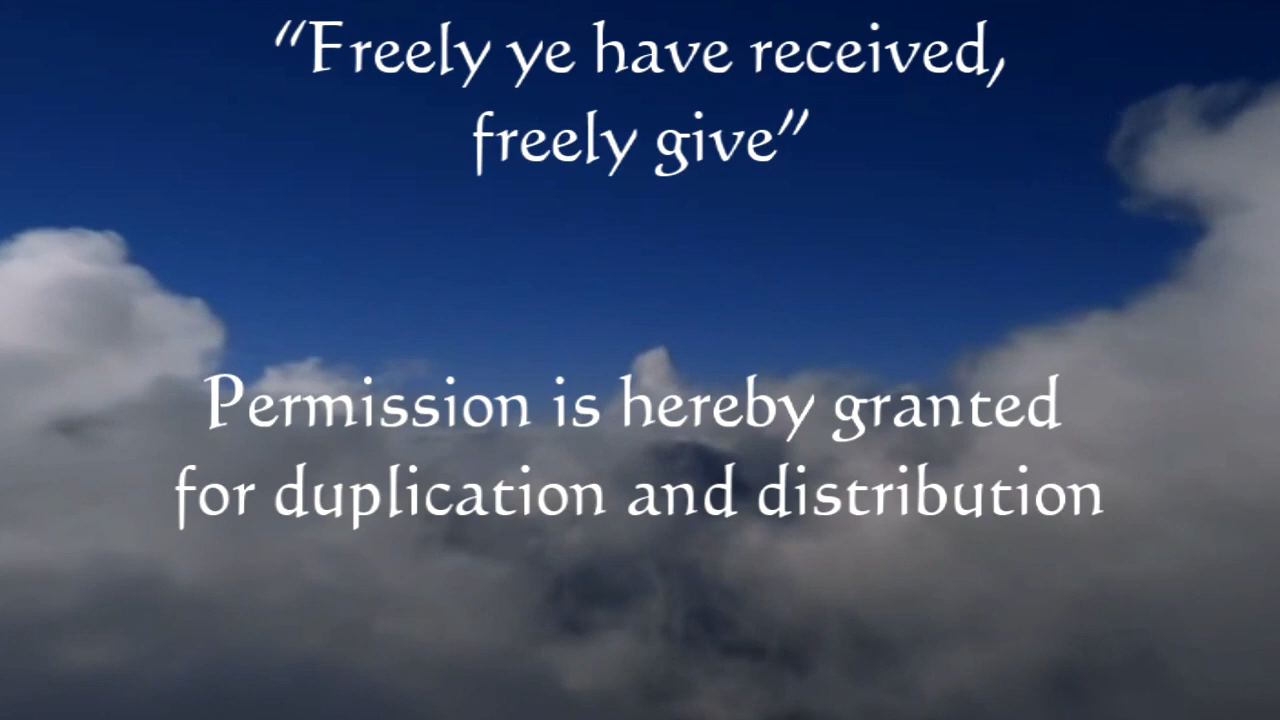 “Freely ye have received,
freely give”
Permission is hereby granted
for duplication and distribution